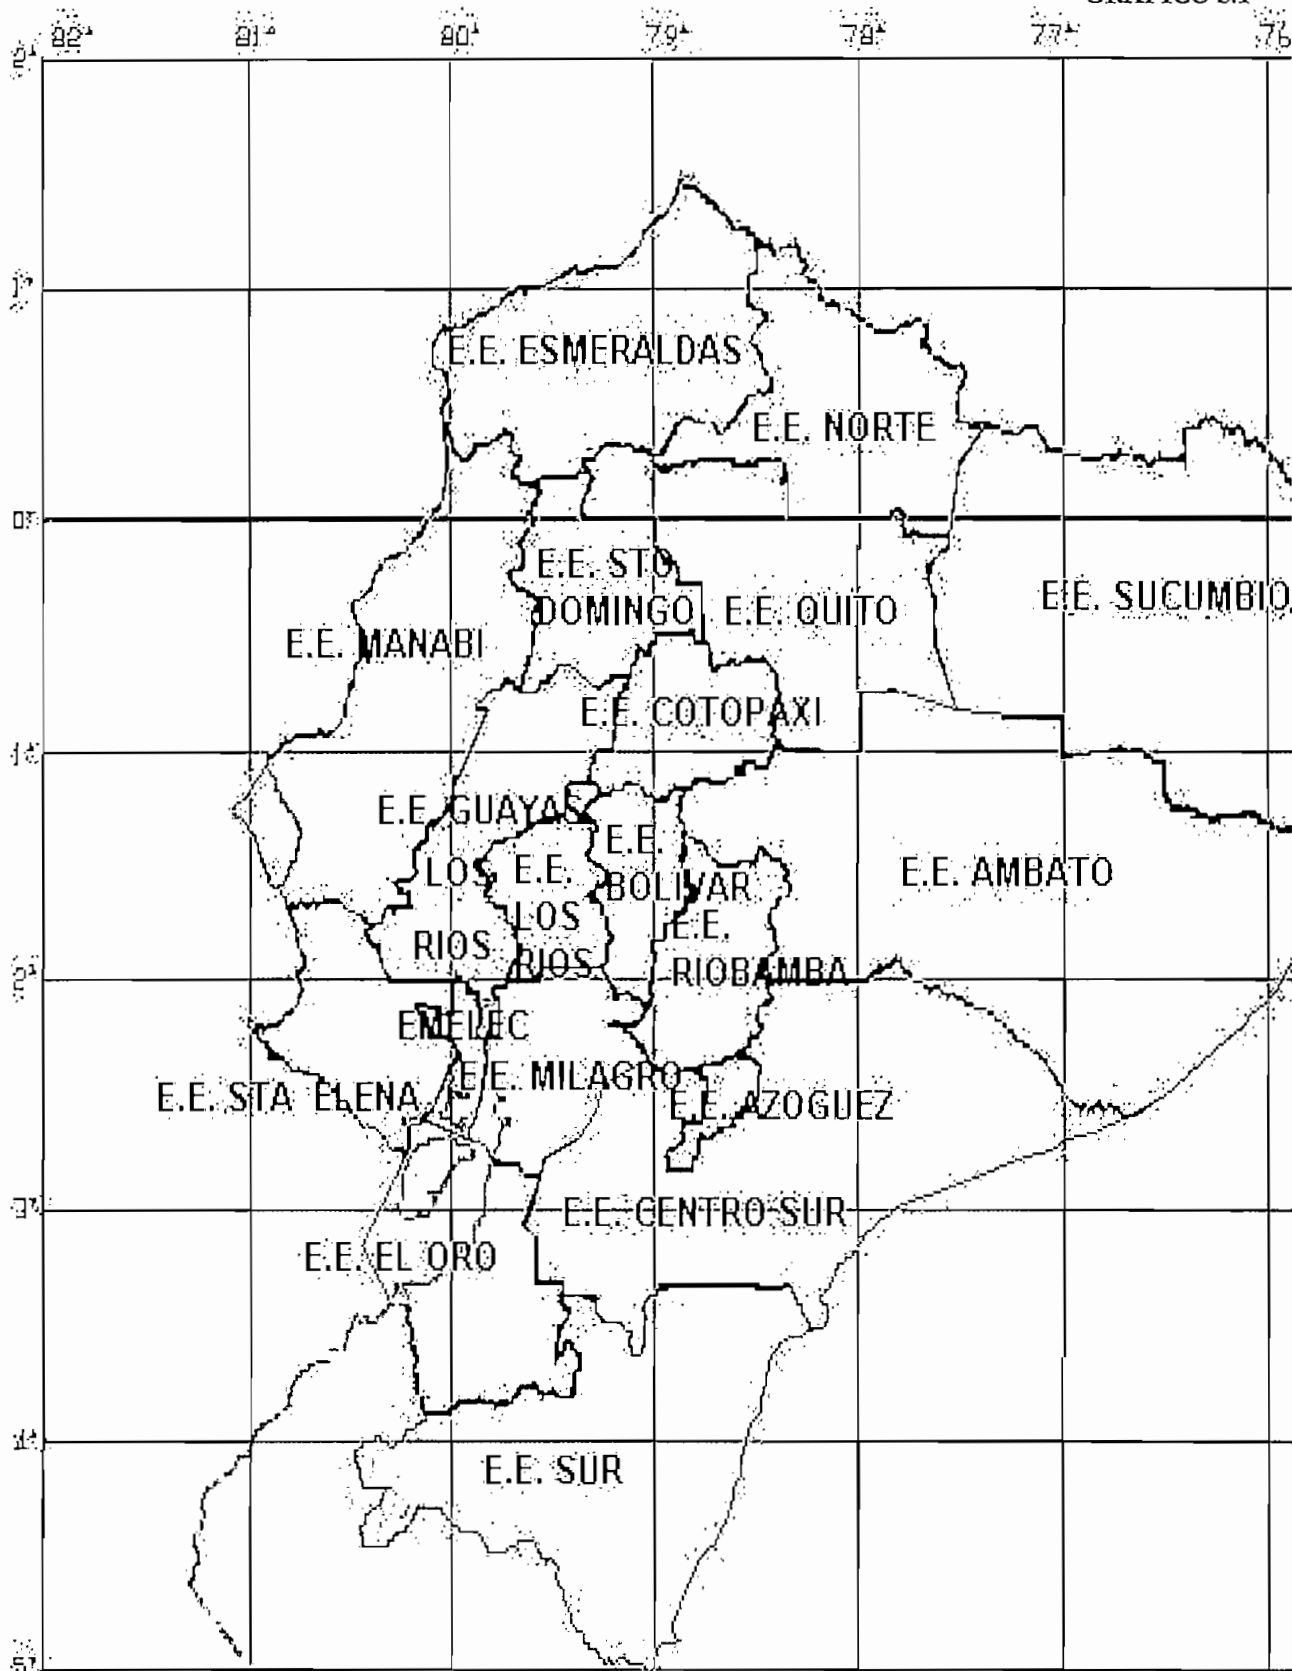 82°
81°
80°
79°
78°
77°
76
E.E. ESMERALDAS
E.E. NORTE
E.E. STO
DOMINGO
E.E. QUITO
E.E. SUCUMBIO
E.E. MANABI
E.E. COTOPAXI
E.E. GUAYAS
LOS
RIOS
E.E.
LOS
RIOS
E.E.
BOLIVAR
E.E.
RIOBAMBA
E.E. AMBATO
EMELEC
E.E. MILAGRO
E.E. STA ELENA
E.E. AZOGUEZ
E.E. CENTRO SUR
E.E. EL ORO
E.E. SUR